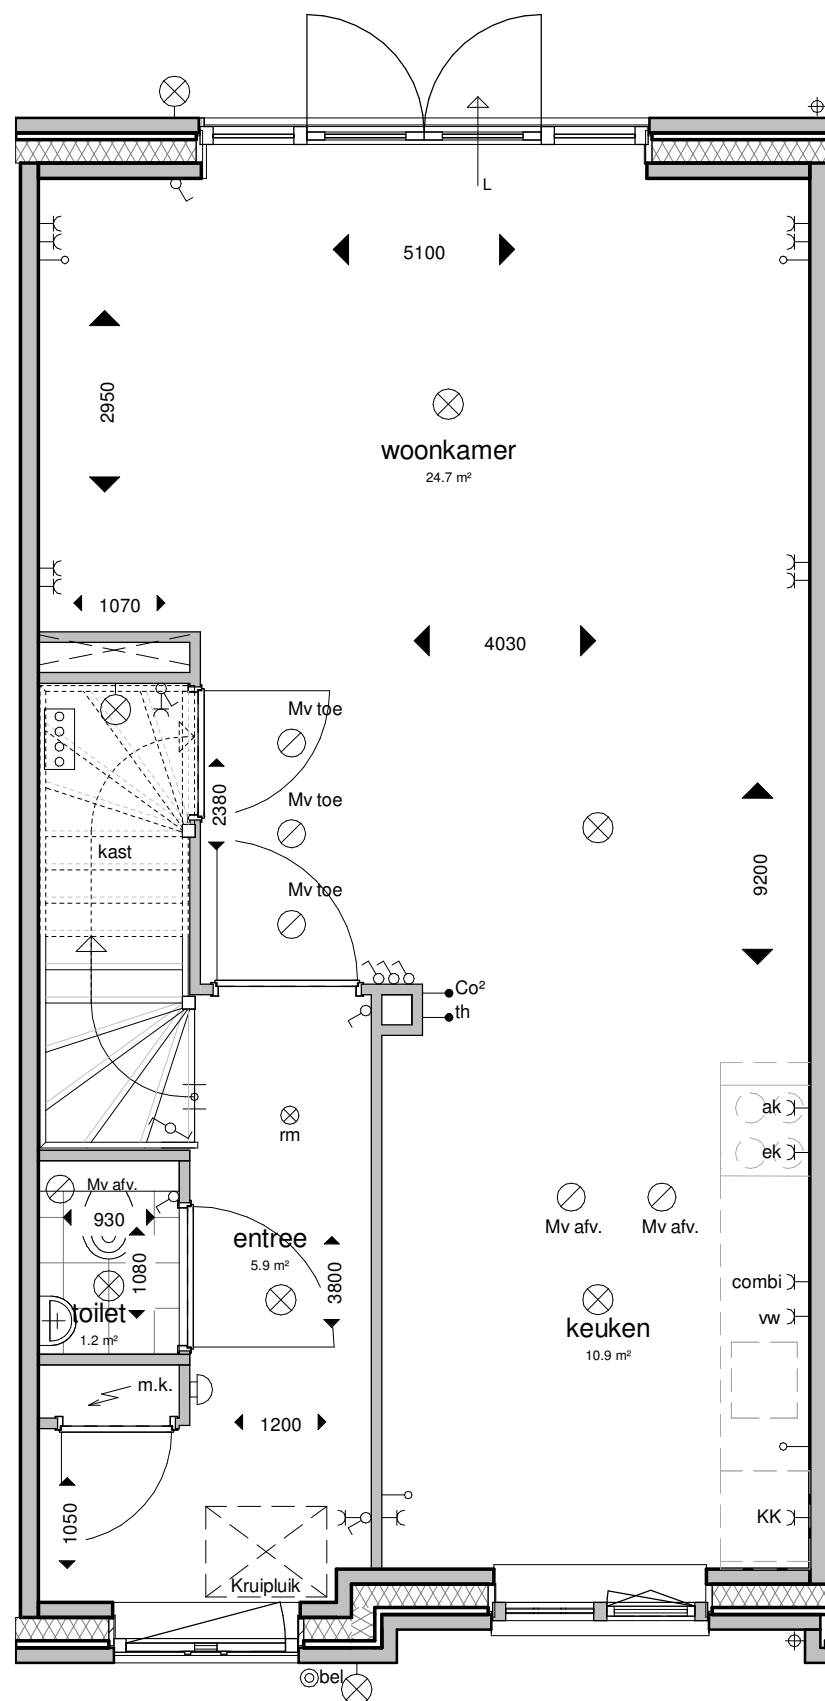 L
5100
2950
woonkamer
24.7 m²
1070
4030
Mv toe
2380
Mv toe
kast
9200
Mv toe
Co²
th
ak
rm
ek
Mv afv.
930
Mv afv.
Mv afv.
entree
5.9 m²
1080
3800
combi
toilet
1.2 m²
vw
keuken
10.9 m²
m.k.
1200
1050
KK
Kruipluik
bel